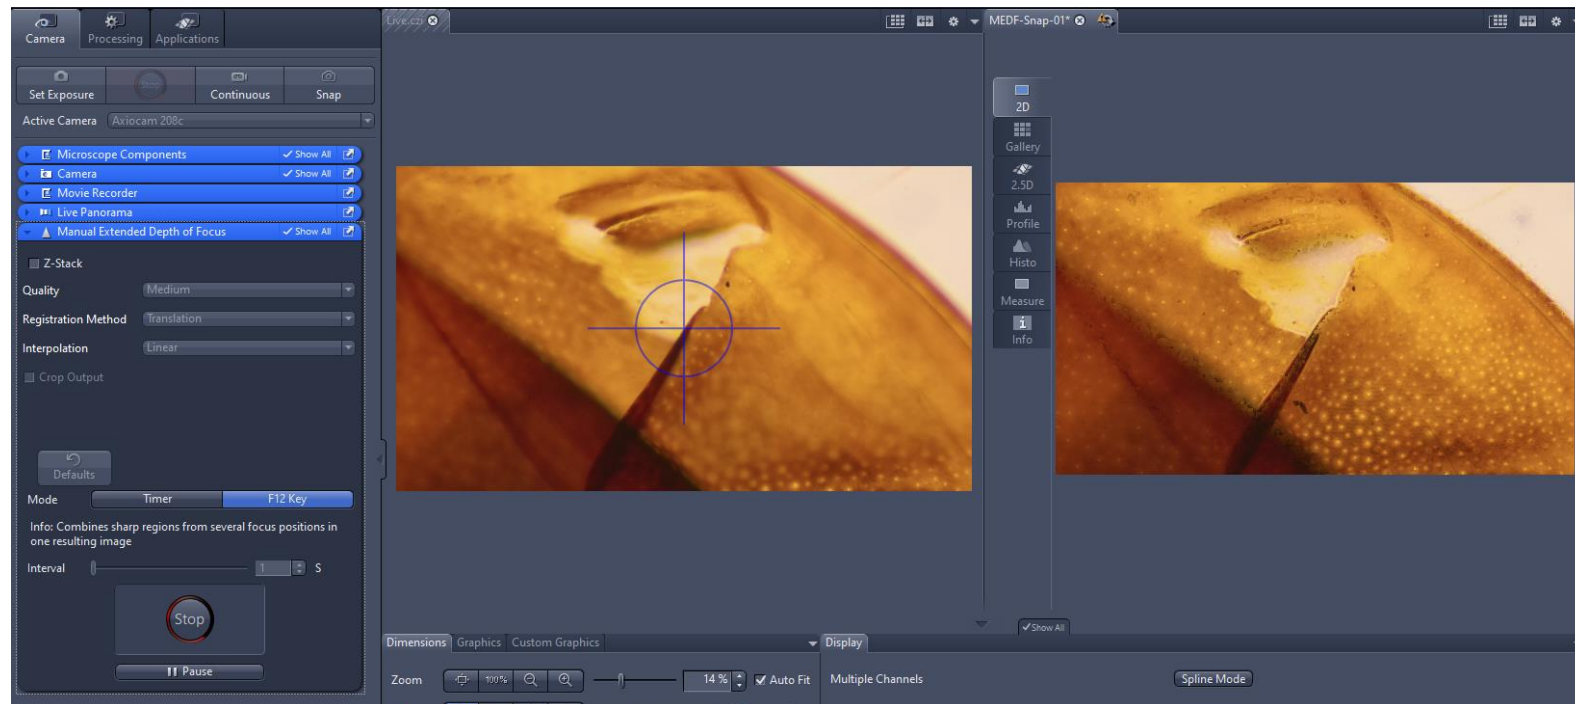 Camera
Processing
Applications
Set Exposure
Stop
Continuous
Snap
Active Camera
Axiocam 208c
Microscope Components
Show All
Camera
Show All
Movie Recorder
Live Panorama
Manual Extended Depth of Focus
Show All
Z-Stack
Quality
Medium
Registration Method
Translation
Interpolation
Linear
Crop Output
Defaults
Mode
Timer
F12 Key
Info: Combines sharp regions from several focus positions in
one resulting image
Interval
1
S
Stop
Pause
Live.czi
Dimensions
Graphics
Custom Graphics
Zoom
100%
14 %
Auto Fit
MEDF-Snap-01*
2D
Gallery
2.5D
Profile
Histo
Measure
Info
Show All
Display
Multiple Channels
Spline Mode